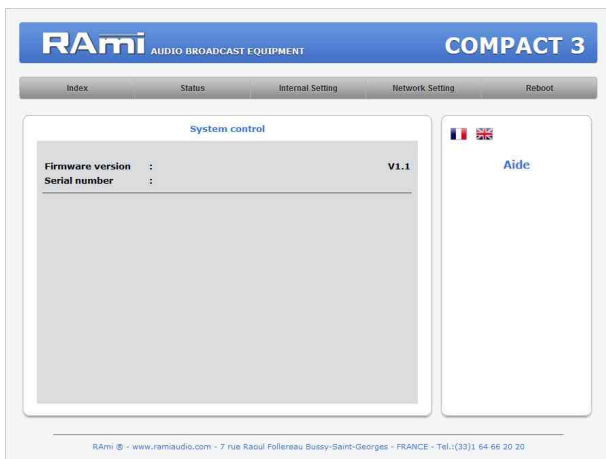 RAmi AUDIO BROADCAST EQUIPMENT COMPACT 3
Index Status Internal Setting Network Setting Reboot
System control
Firmware version : V1.1
Serial number :
Aide
RAmi ® - www.ramiaudio.com - 7 rue Raoul Follereau Bussy-Saint-Georges - FRANCE - Tel.:(33)1 64 66 20 20